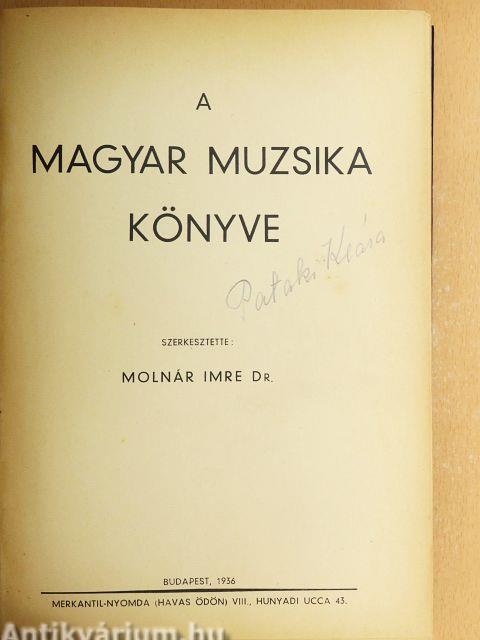 A
MAGYAR MUZSIKA
KÖNYVE
Pataki Klára
SZERKESZTETTE:
MOLNÁR IMRE DR.
BUDAPEST, 1936
MERKANTIL-NYOMDA (HAVAS ÖDÖN) VIII., HUNYADI UCCA 43.
Antikvárium.hu